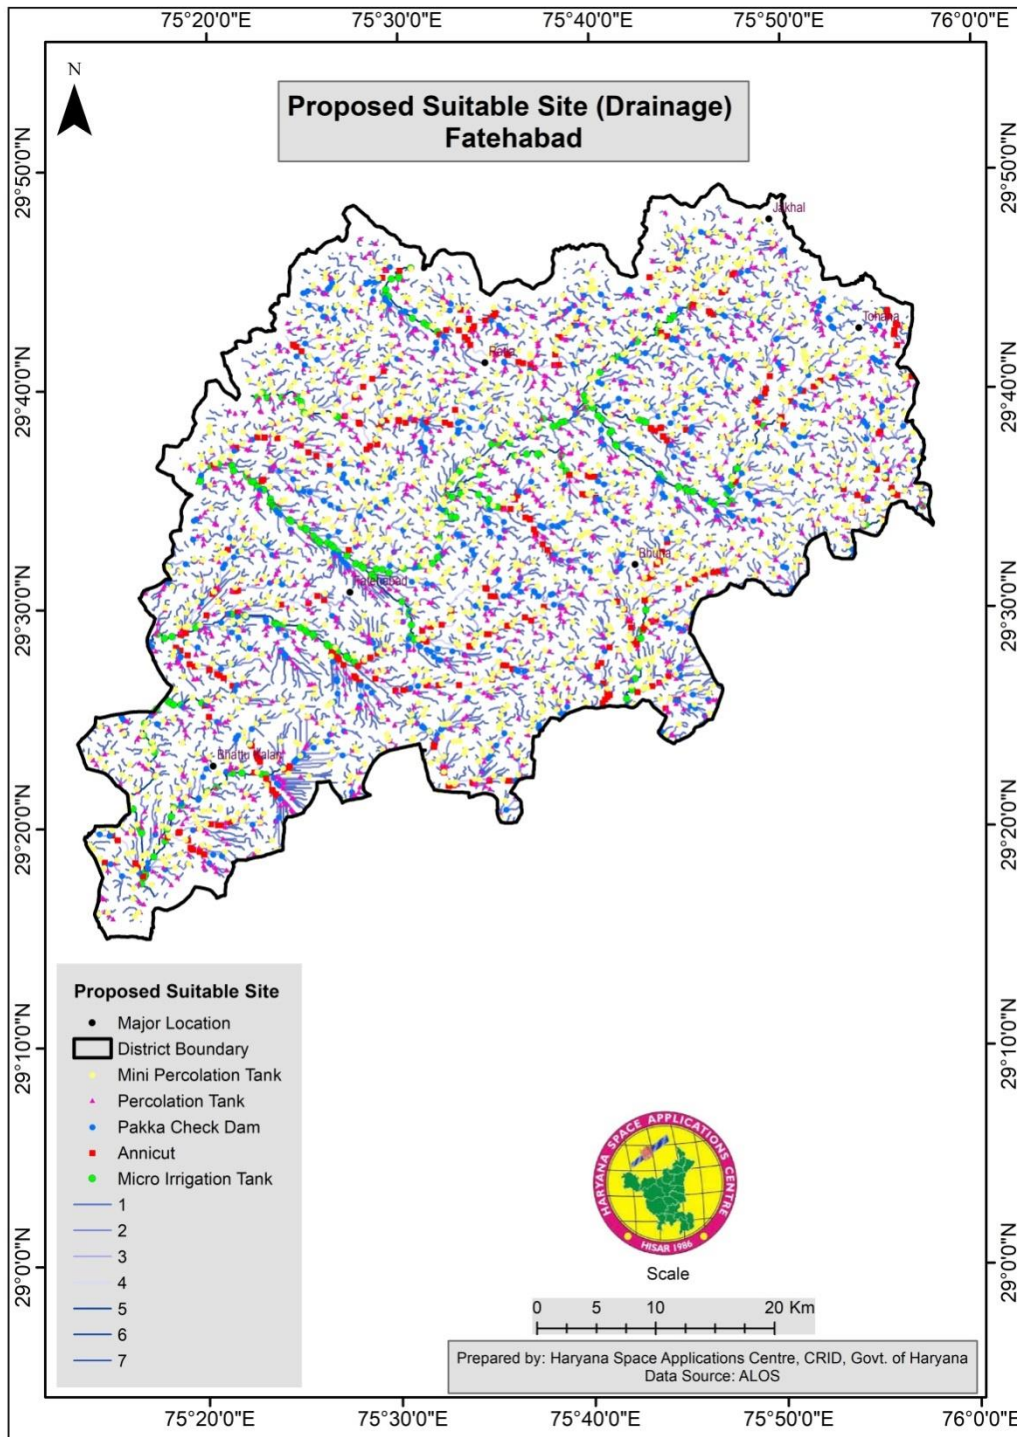 75°20'0"E 75°30'0"E 75°40'0"E 75°50'0"E 76°0'0"E
N
Proposed Suitable Site (Drainage)
Fatehabad
29°50'0"N
29°50'0"N
Jakhal
Tohana
Ratia
29°40'0"N
29°40'0"N
Bhuna
Fatehabad
29°30'0"N
29°30'0"N
Bhattu Kalan
29°20'0"N
29°20'0"N
Proposed Suitable Site
Major Location
District Boundary
Mini Percolation Tank
Percolation Tank
Pakka Check Dam
Annicut
Micro Irrigation Tank
1
2
3
4
5
6
7
29°10'0"N
29°10'0"N
29°0'0"N
29°0'0"N
HARYANA SPACE APPLICATIONS CENTRE
HISAR 1986
Scale
0 5 10 20 Km
Prepared by: Haryana Space Applications Centre, CRID, Govt. of Haryana
Data Source: ALOS
75°20'0"E 75°30'0"E 75°40'0"E 75°50'0"E 76°0'0"E